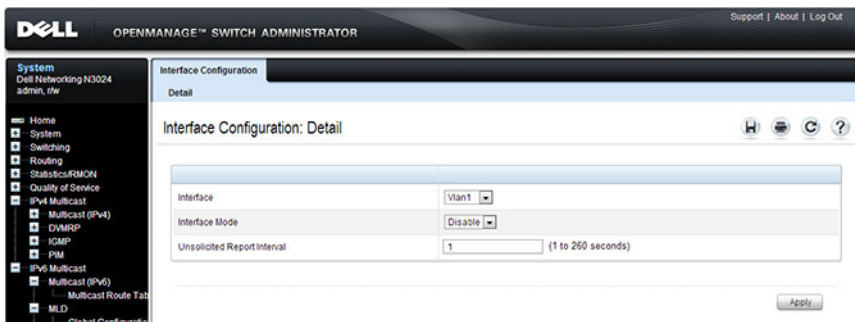 Support | About | Log Out
DELL OPENMANAGE™ SWITCH ADMINISTRATOR
System
Dell Networking N3024
admin, r/w
Home
System
Switching
Routing
Statistics/RMON
Quality of Service
IPv4 Multicast
Multicast (IPv4)
DVMRP
IGMP
PIM
IPv6 Multicast
Multicast (IPv6)
Multicast Route Tab
MLD
Global Configuratio
Interface Configuration
Detail
Interface Configuration: Detail
Interface Vlan1
Interface Mode Disable
Unsolicited Report Interval 1 (1 to 260 seconds)
Apply